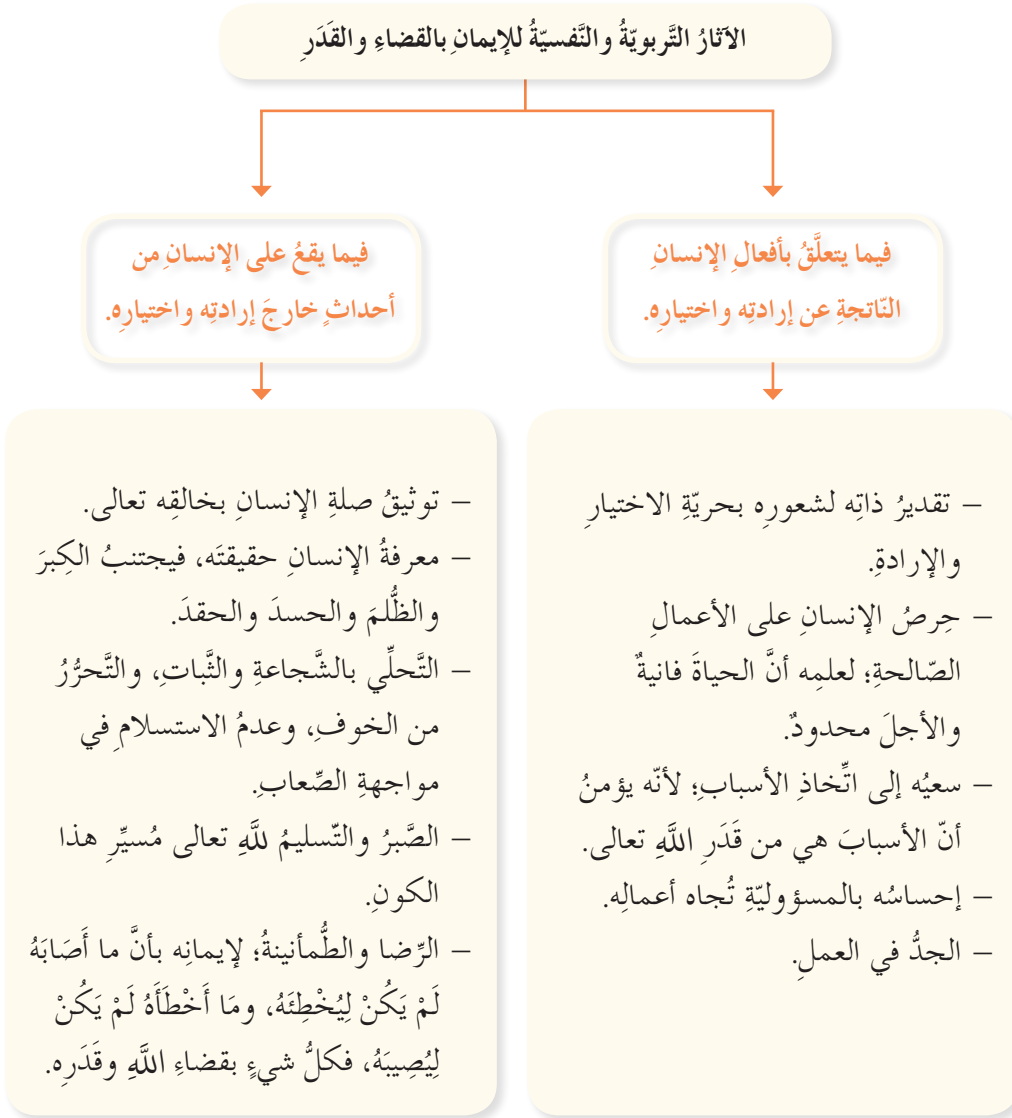 الآثارُ التَّربويّةُ والنَّفسيّةُ للإيمانِ بالقضاءِ والقَدَرِ
فيما يتعلَّقُ بأفعالِ الإنسانِ
النّاتجةِ عن إرادتِه واختيارِه.
– تقديرُ ذاتِه لشعورِه بحريّةِ الاختيارِ
والإرادةِ.
– حِرصُ الإنسانِ على الأعمالِ
الصّالحةِ؛ لعلمِه أنَّ الحياةَ فانيةٌ
والأجلَ محدودٌ.
– سعيُه إلى اتِّخاذِ الأسبابِ؛ لأنّه يؤمنُ
أنّ الأسبابَ هي من قَدَرِ اللَّهِ تعالى.
– إحساسُه بالمسؤوليّةِ تُجاه أعمالِه.
– الجدُّ في العملِ.
فيما يقعُ على الإنسانِ من
أحداثٍ خارجَ إرادتِه واختيارِه.
– توثيقُ صلةِ الإنسانِ بخالقِه تعالى.
– معرفةُ الإنسانِ حقيقتَه، فيجتنبُ الكِبرَ
والظُّلمَ والحسدَ والحقدَ.
– التَّحلِّي بالشَّجاعةِ والثَّباتِ، والتَّحرُّرُ
من الخوفِ، وعدمُ الاستسلامِ في
مواجهةِ الصِّعابِ.
– الصَّبرُ والتّسليمُ للَّهِ تعالى مُسيِّرِ هذا
الكونِ.
– الرِّضا والطُّمأنينةُ؛ لإيمانِه بأنَّ ما أَصَابَهُ
لَمْ يَكُنْ لِيُخْطِئَهُ، ومَا أَخْطَأَهُ لَمْ يَكُنْ
لِيُصِيبَهُ، فكلُّ شيءٍ بقضاءِ اللَّهِ وقَدَرِه.